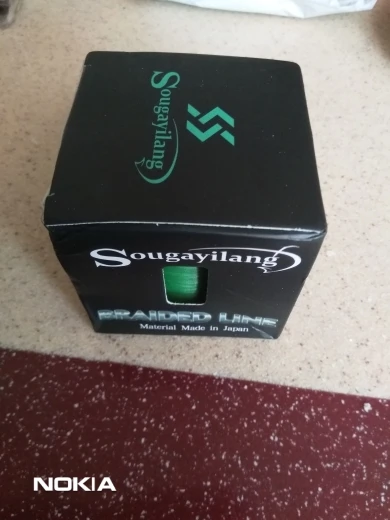 Sougayilang
Sougayilang
BRAIDED LINE
Material Made in Japan
NOKIA